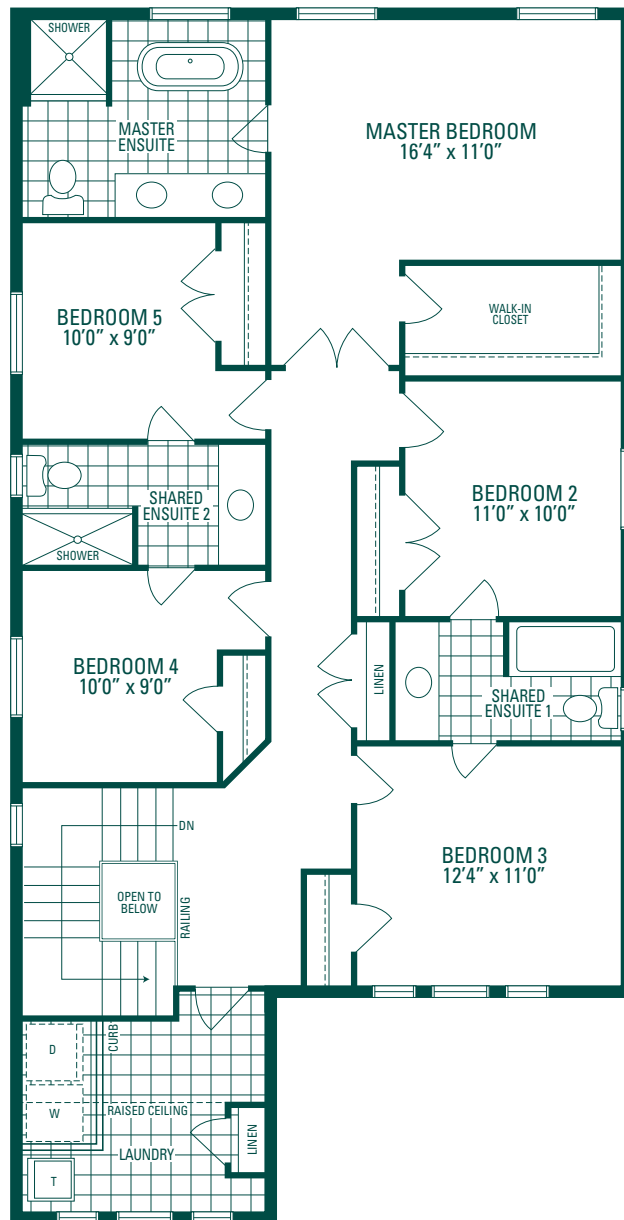 SHOWER
MASTER
ENSUITE
MASTER BEDROOM
16'4" x 11'0"
BEDROOM 5
10'0" x 9'0"
WALK-IN
CLOSET
SHARED
ENSUITE 2
SHOWER
BEDROOM 2
11'0" x 10'0"
BEDROOM 4
10'0" x 9'0"
LINEN
SHARED
ENSUITE 1
DN
OPEN TO
BELOW
RAILING
BEDROOM 3
12'4" x 11'0"
D
CURB
W
RAISED CEILING
LAUNDRY
LINEN
T